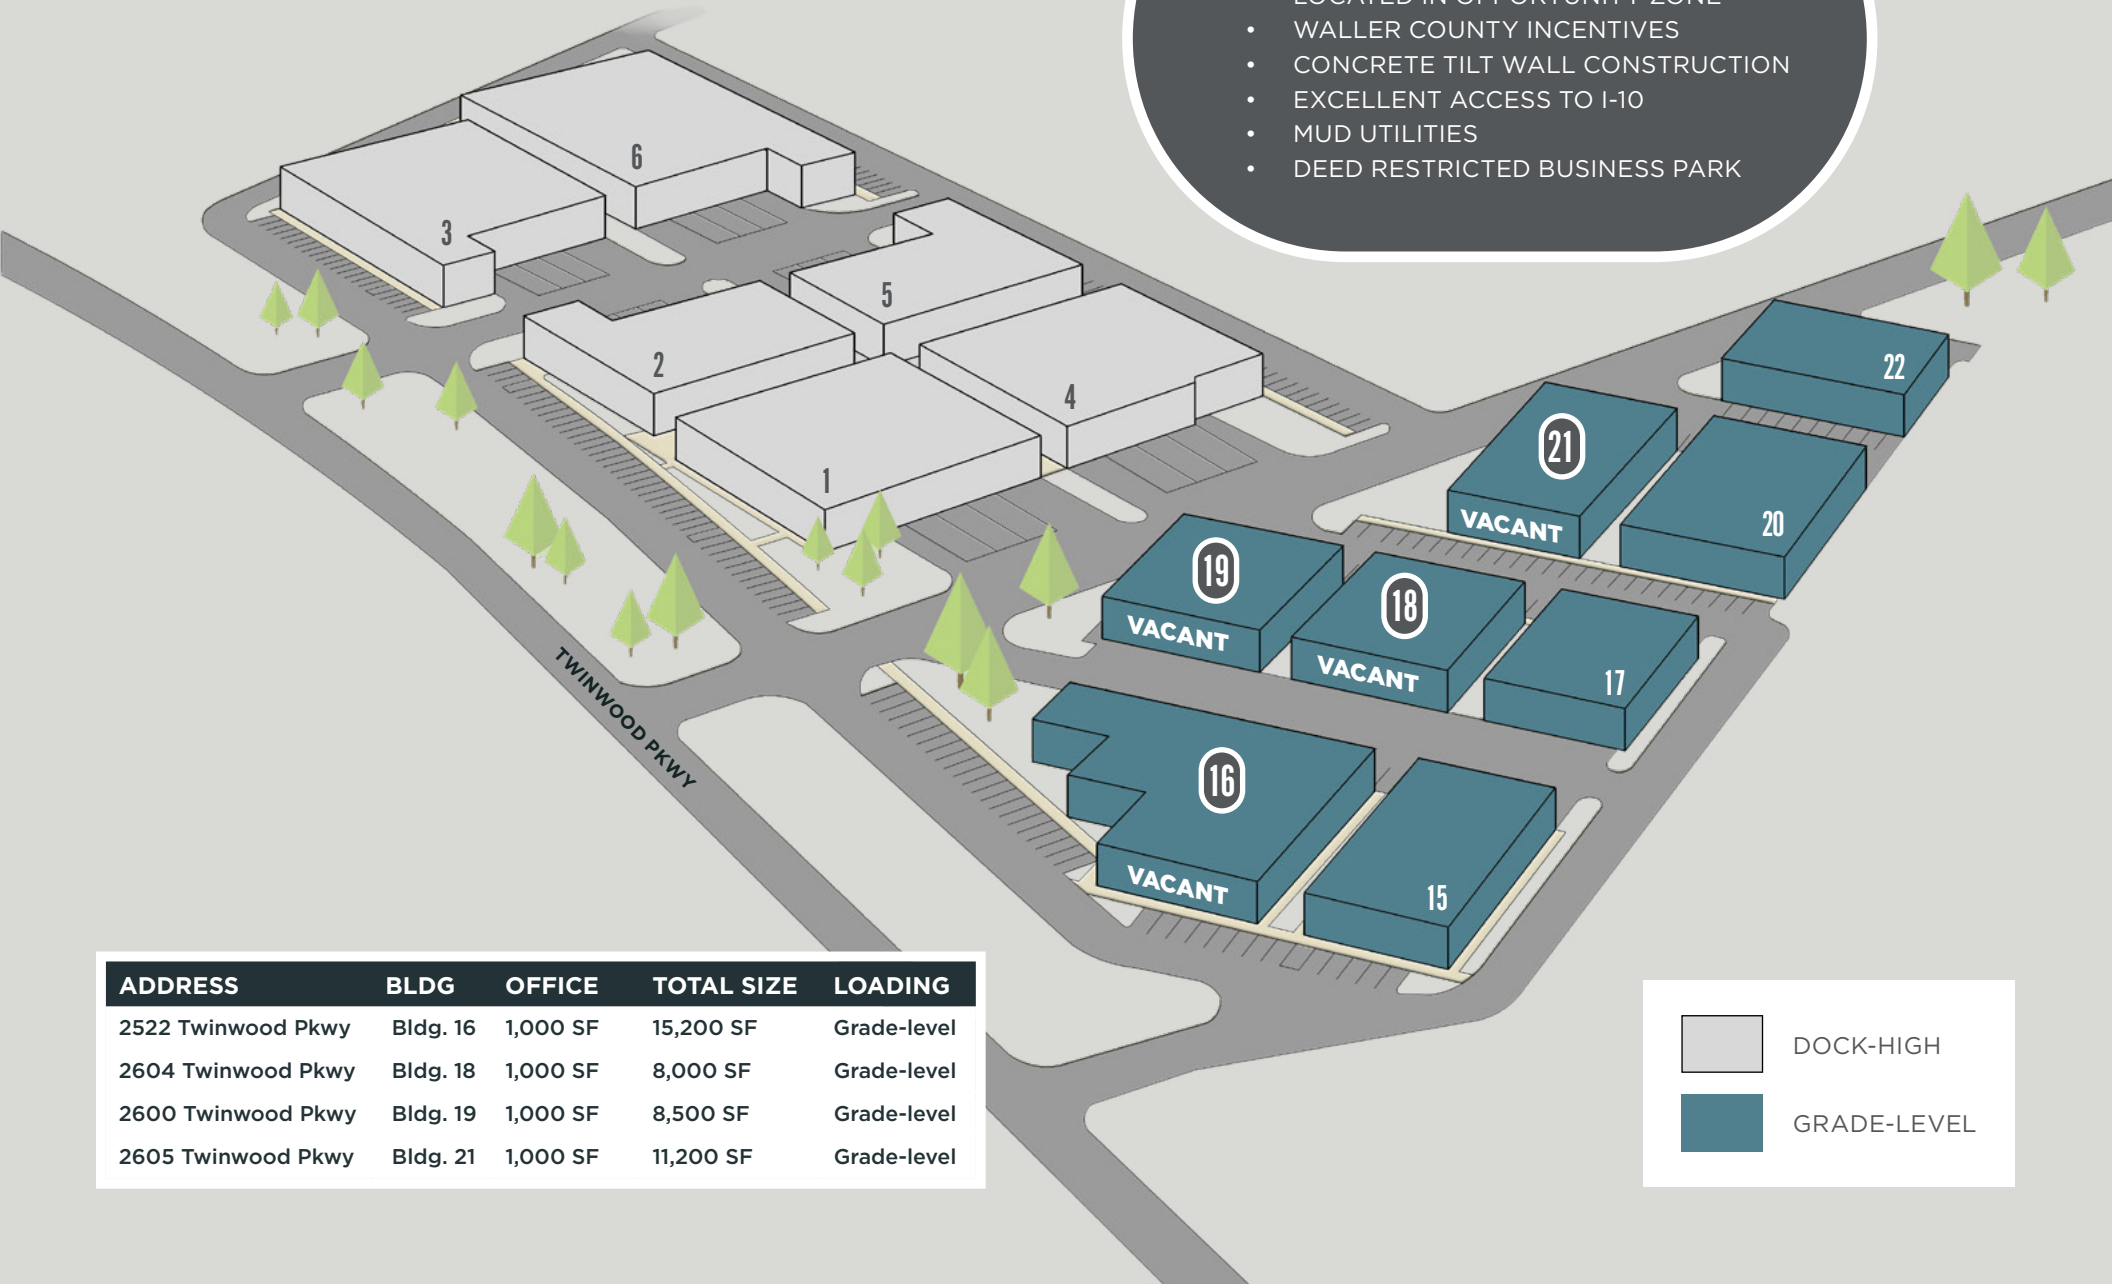 LOCATED IN OPPORTUNITY ZONE
• WALLER COUNTY INCENTIVES
• CONCRETE TILT WALL CONSTRUCTION
• EXCELLENT ACCESS TO I-10
• MUD UTILITIES
• DEED RESTRICTED BUSINESS PARK
6
3
5
2
4
1
22
21
VACANT
20
19
VACANT
18
VACANT
17
16
VACANT
15
TWINWOOD PKWY
ADDRESS BLDG OFFICE TOTAL SIZE LOADING
2522 Twinwood Pkwy Bldg. 16 1,000 SF 15,200 SF Grade-level
2604 Twinwood Pkwy Bldg. 18 1,000 SF 8,000 SF Grade-level
2600 Twinwood Pkwy Bldg. 19 1,000 SF 8,500 SF Grade-level
2605 Twinwood Pkwy Bldg. 21 1,000 SF 11,200 SF Grade-level
DOCK-HIGH
GRADE-LEVEL